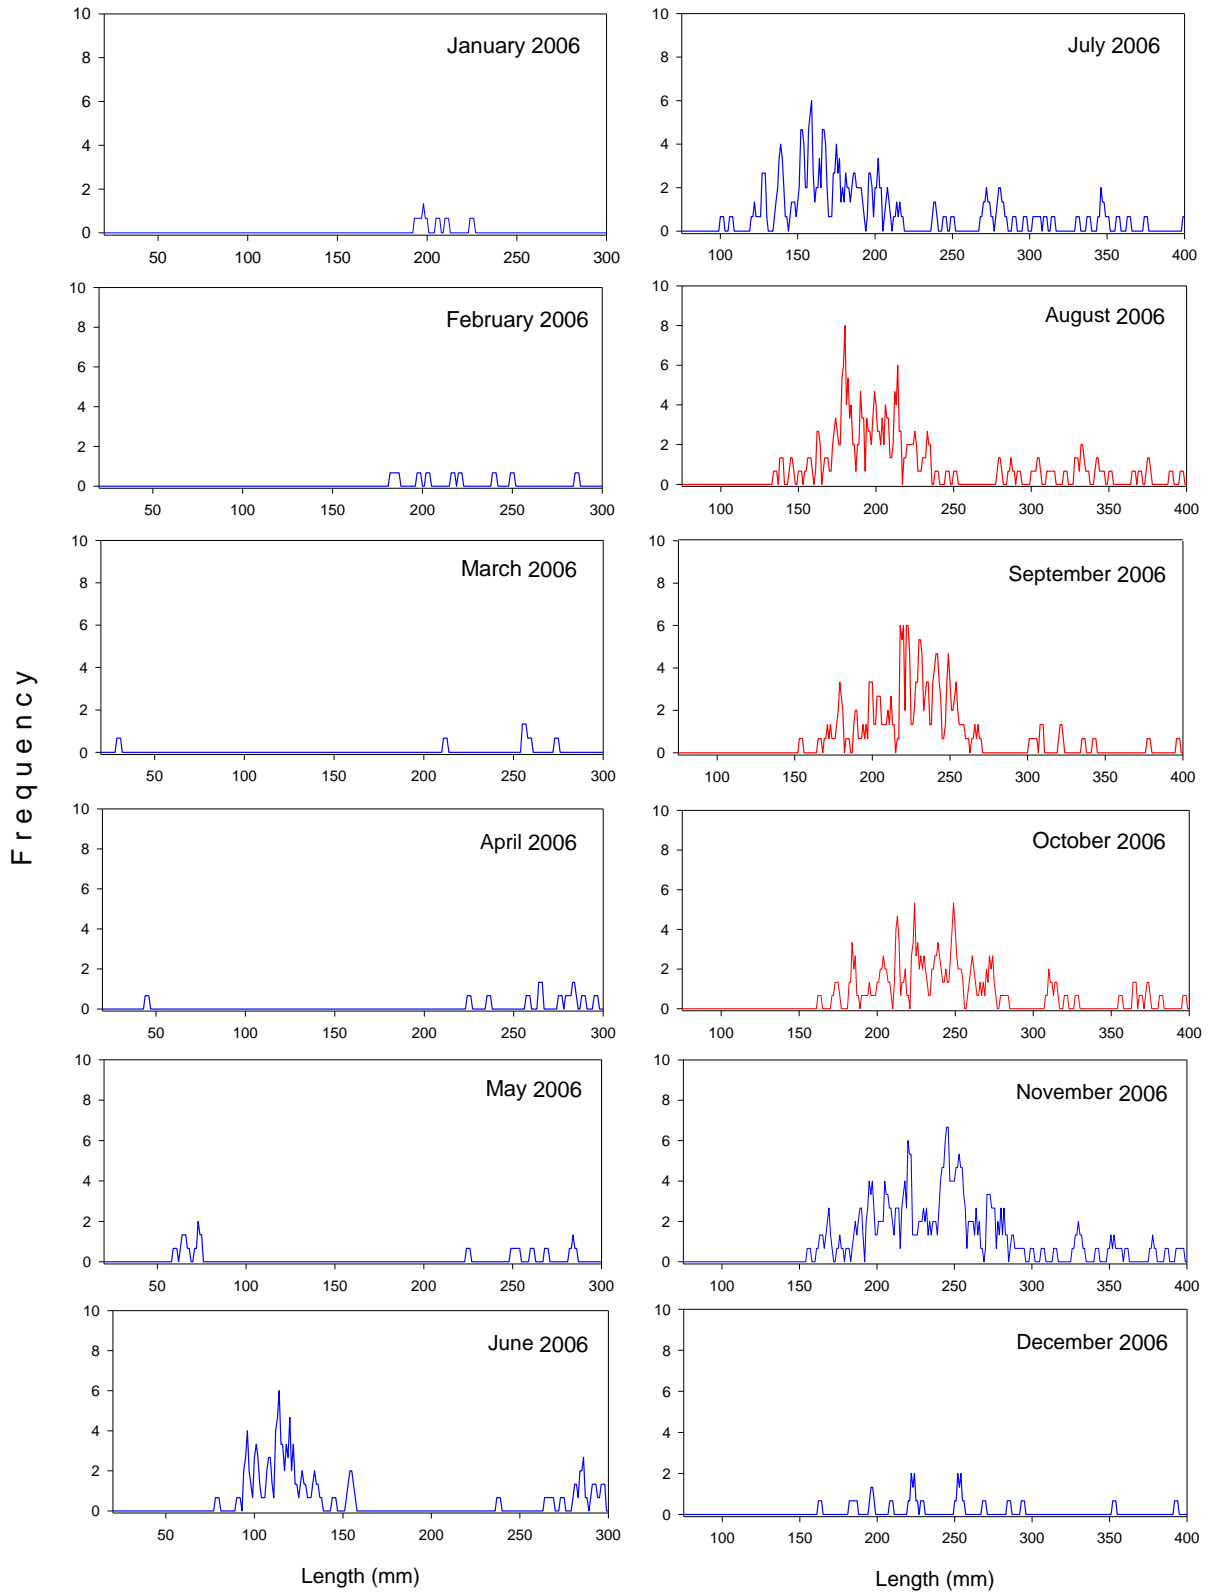 Frequency
January 2006
10
8
6
4
2
0
50 100 150 200 250 300
February 2006
10
8
6
4
2
0
50 100 150 200 250 300
March 2006
10
8
6
4
2
0
50 100 150 200 250 300
April 2006
10
8
6
4
2
0
50 100 150 200 250 300
May 2006
10
8
6
4
2
0
50 100 150 200 250 300
June 2006
10
8
6
4
2
0
50 100 150 200 250 300
Length (mm)
July 2006
10
8
6
4
2
0
100 150 200 250 300 350 400
August 2006
10
8
6
4
2
0
100 150 200 250 300 350 400
September 2006
10
8
6
4
2
0
100 150 200 250 300 350 400
October 2006
10
8
6
4
2
0
100 150 200 250 300 350 400
November 2006
10
8
6
4
2
0
100 150 200 250 300 350 400
December 2006
10
8
6
4
2
0
100 150 200 250 300 350 400
Length (mm)